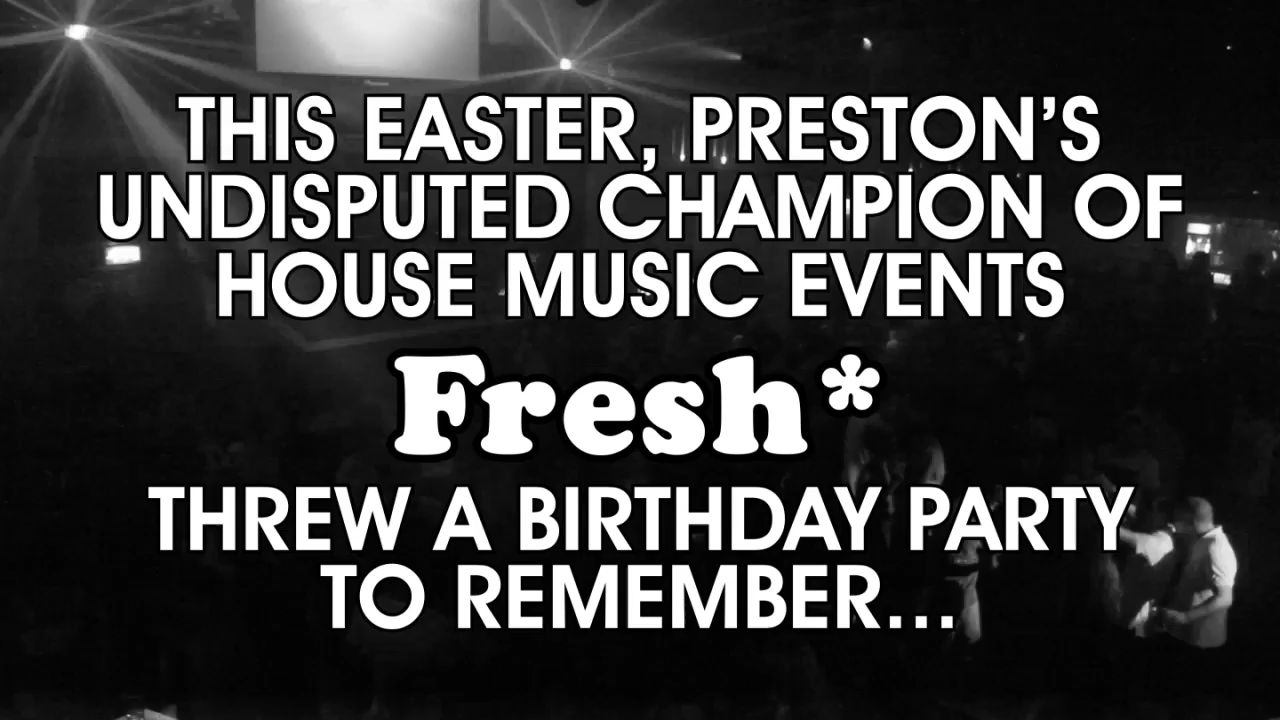 THIS EASTER, PRESTON’S
UNDISPUTED CHAMPION OF
HOUSE MUSIC EVENTS
Fresh*
THREW A BIRTHDAY PARTY
TO REMEMBER...